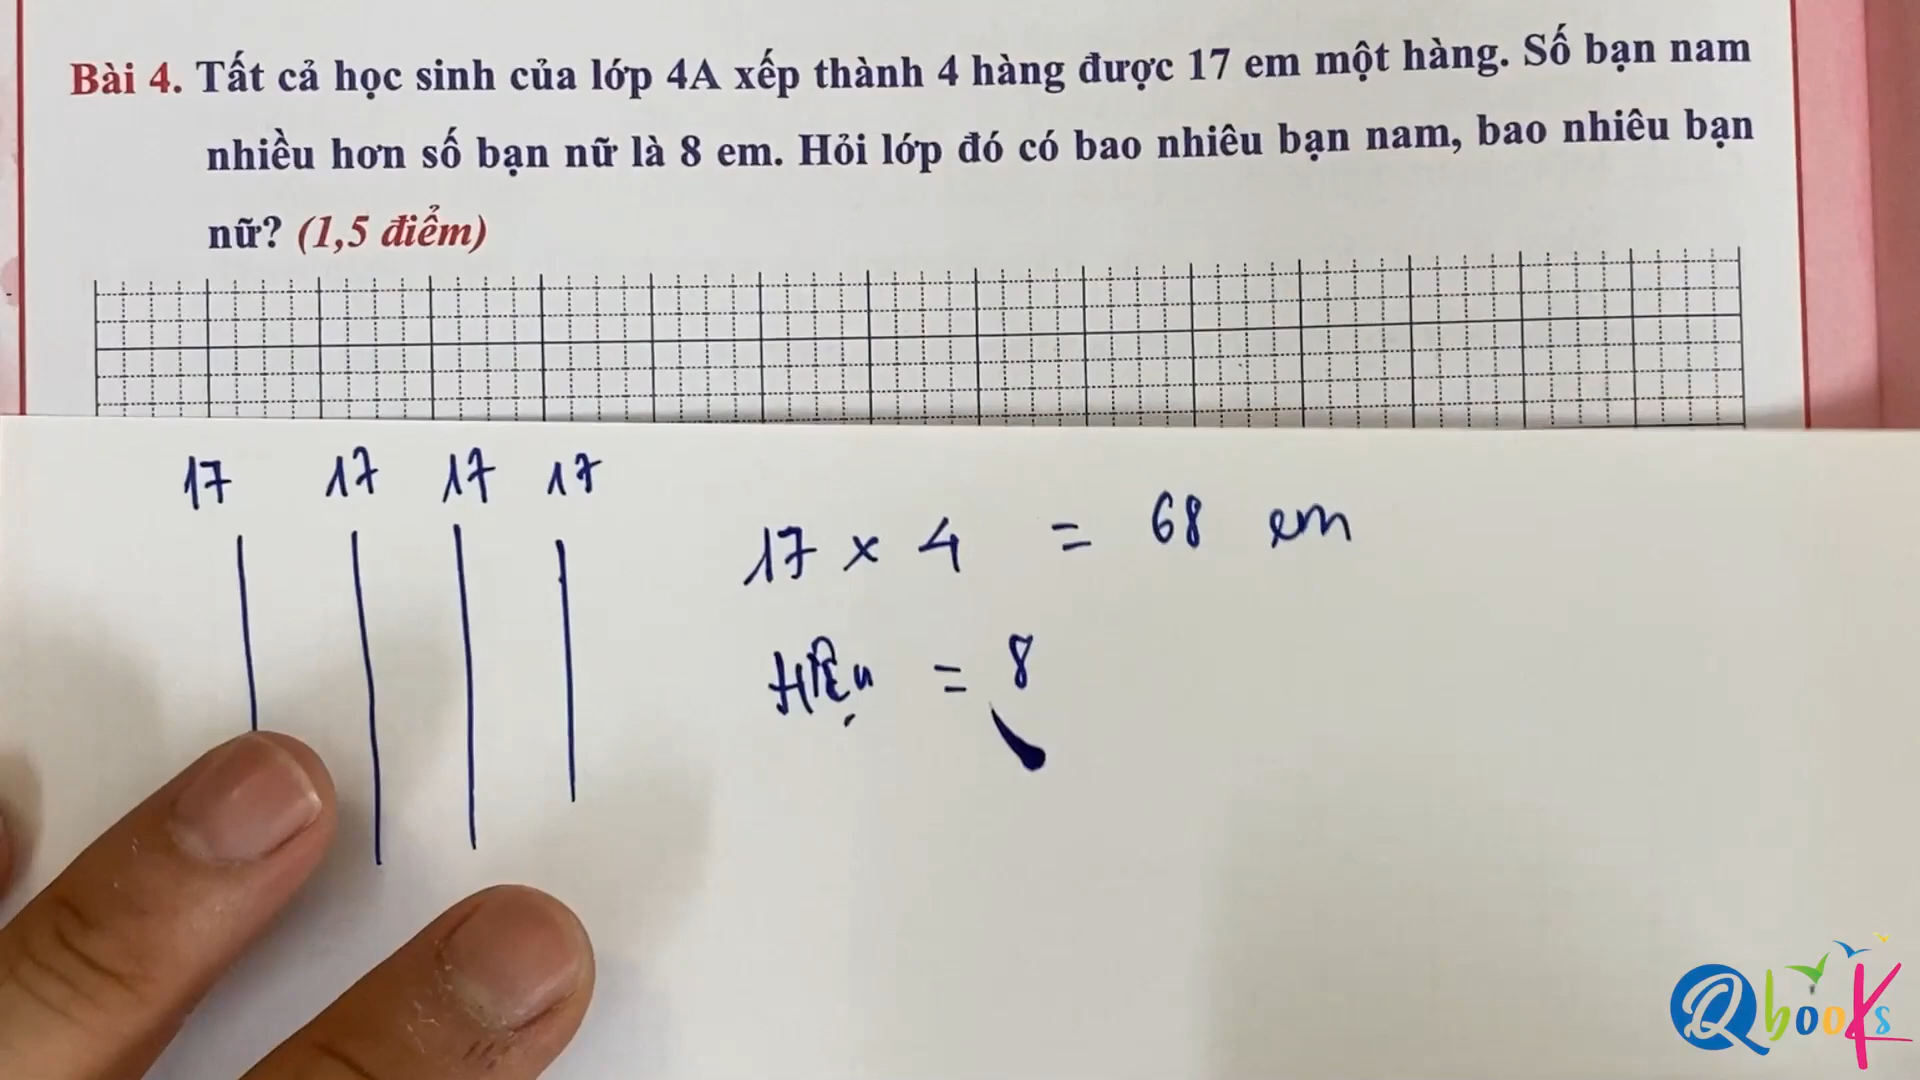 Bài 4. Tất cả học sinh của lớp 4A xếp thành 4 hàng được 17 em một hàng. Số bạn nam
nhiều hơn số bạn nữ là 8 em. Hỏi lớp đó có bao nhiêu bạn nam, bao nhiêu bạn
nữ? (1,5 điểm)
17 17 17 17
17 x 4 = 68 em
Hiệu = 8
Qbooks